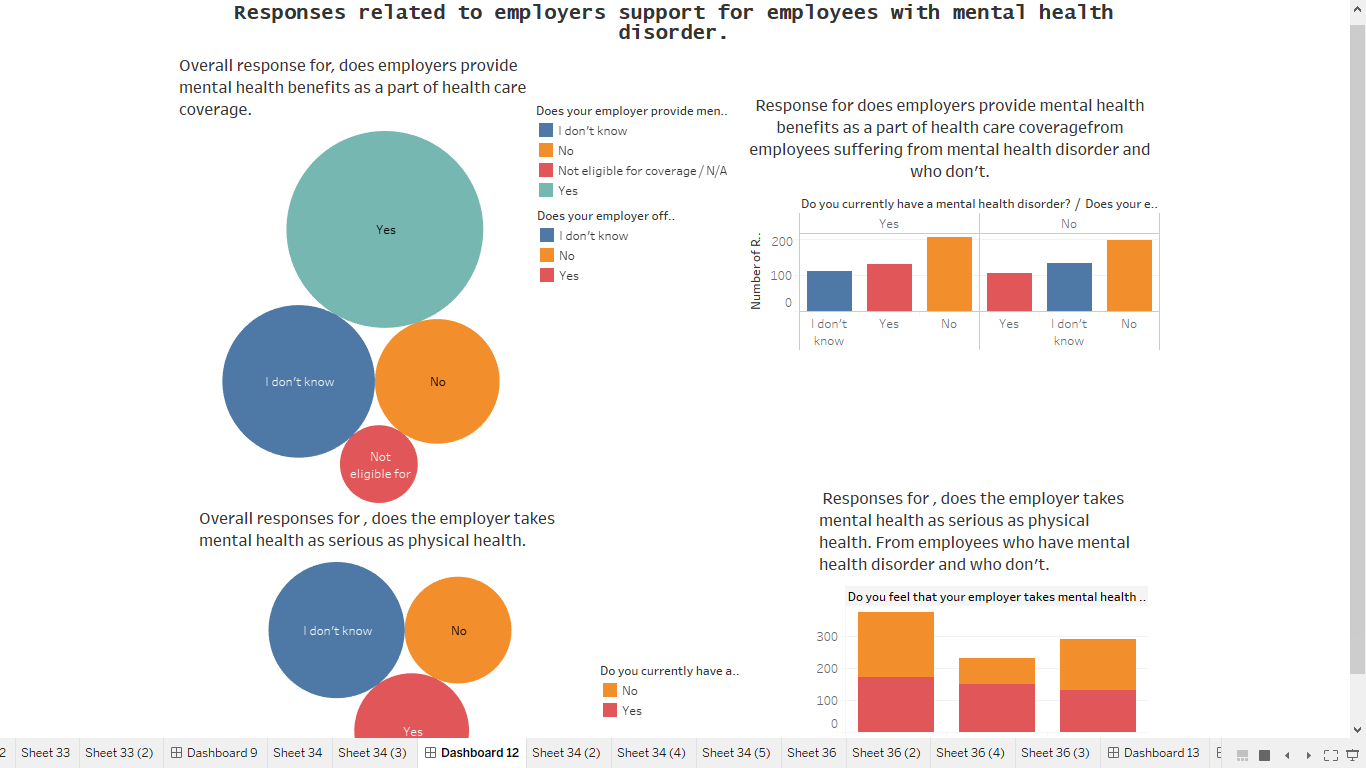 Responses related to employers support for employees with mental health
disorder.
Overall response for, does employers provide
mental health benefits as a part of health care
coverage.
Yes
I don't know
No
Not
eligible for
Does your employer provide men..
I don't know
No
Not eligible for coverage / N/A
Yes
Does your employer off..
I don't know
No
Yes
Response for does employers provide mental health
benefits as a part of health care coveragefrom
employees suffering from mental health disorder and
who don't.
Do you currently have a mental health disorder? / Does your e..
Yes
No
Number of R..
200
100
0
I don't
know
Yes
No
Yes
I don't
know
No
Overall responses for , does the employer takes
mental health as serious as physical health.
I don't know
No
Yes
Do you currently have a..
No
Yes
Responses for , does the employer takes
mental health as serious as physical
health. From employees who have mental
health disorder and who don't.
Do you feel that your employer takes mental health ..
300
200
100
0
2
Sheet 33
Sheet 33 (2)
Dashboard 9
Sheet 34
Sheet 34 (3)
Dashboard 12
Sheet 34 (2)
Sheet 34 (4)
Sheet 34 (5)
Sheet 36
Sheet 36 (2)
Sheet 36 (4)
Sheet 36 (3)
Dashboard 13